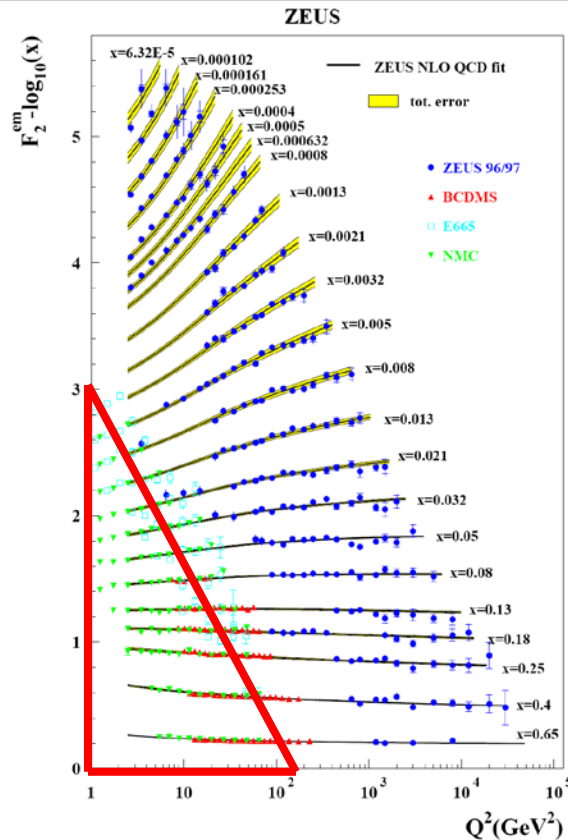 ZEUS
F₂ᵉᵐ -log₁₀(x)
x=6.32E-5
x=0.000102
x=0.000161
x=0.000253
x=0.0004
x=0.0005
x=0.000632
x=0.0008
x=0.0013
x=0.0021
x=0.0032
x=0.005
x=0.008
x=0.013
x=0.021
x=0.032
x=0.05
x=0.08
x=0.13
x=0.18
x=0.25
x=0.4
x=0.65
ZEUS NLO QCD fit
tot. error
ZEUS 96/97
BCDMS
E665
NMC
5
4
3
2
1
0
1 10 10² 10³ 10⁴ 10⁵
Q²(GeV²)